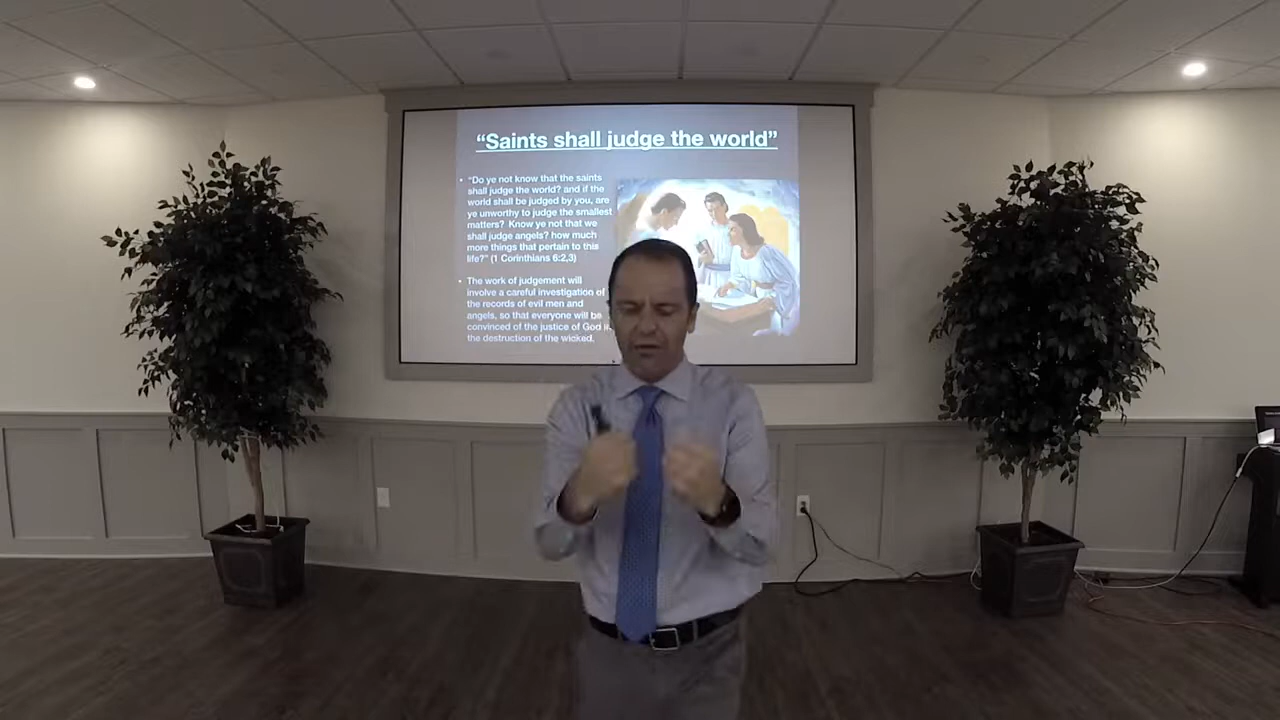 “Saints shall judge the world”
• “Do ye not know that the saints
shall judge the world? and if the
world shall be judged by you, are
ye unworthy to judge the smallest
matters? Know ye not that we
shall judge angels? how much
more things that pertain to this
life?” (1 Corinthians 6:2,3)
• The work of judgement will
involve a careful investigation of
the records of evil men and
angels, so that everyone will be
convinced of the justice of God
the destruction of the wicked.